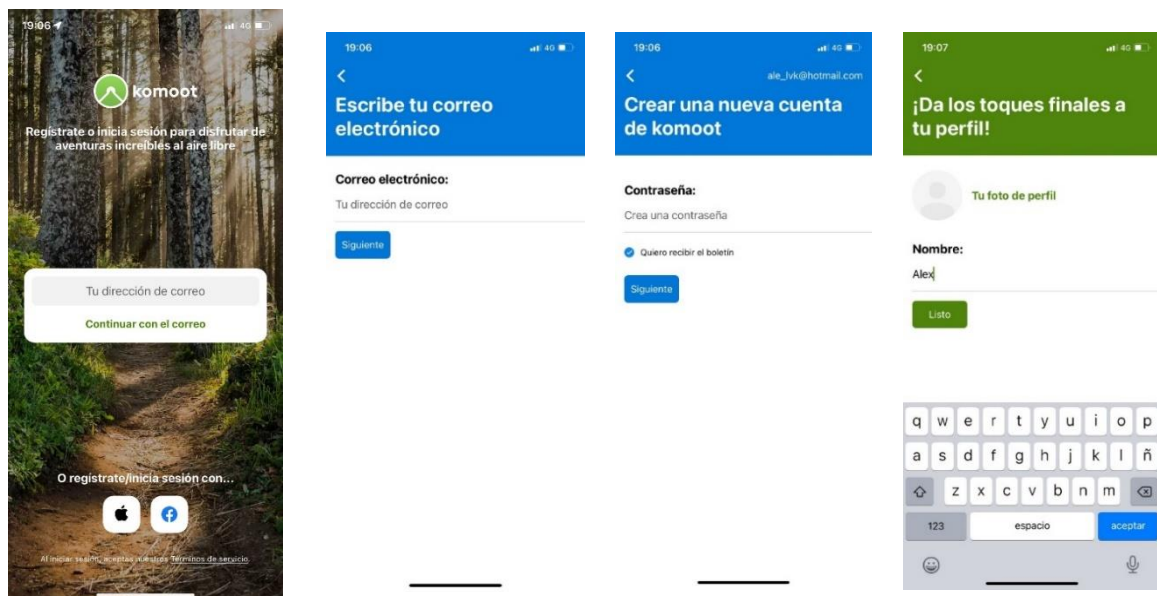 19:06
4G
komoot
Regístrate o inicia sesión para disfrutar de
aventuras increíbles al aire libre
Tu dirección de correo
Continuar con el correo
O regístrate/inicia sesión con...
Al iniciar sesión, aceptas nuestros Términos de servicio.
19:06
4G
Escribe tu correo
electrónico
Correo electrónico:
Tu dirección de correo
Siguiente
19:06
4G
ale_lvk@hotmail.com
Crear una nueva cuenta
de komoot
Contraseña:
Crea una contraseña
Quiero recibir el boletín
Siguiente
19:07
4G
¡Da los toques finales a
tu perfil!
Tu foto de perfil
Nombre:
Alex
Listo
q w e r t y u i o p
a s d f g h j k l ñ
z x c v b n m
123 espacio aceptar